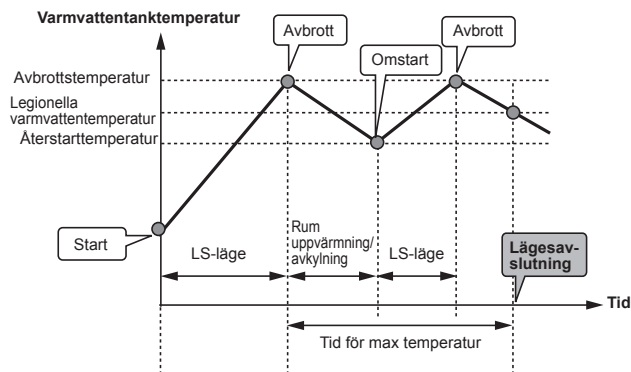 Varmvattentanktemperatur
Avbrott
Avbrott
Omstart
Avbrottstemperatur
Legionella
varmvattentemperatur
Återstarttemperatur
Start
LS-läge
Rum
uppvärmning/
avkylning
LS-läge
Lägesav-
slutning
Tid
Tid för max temperatur